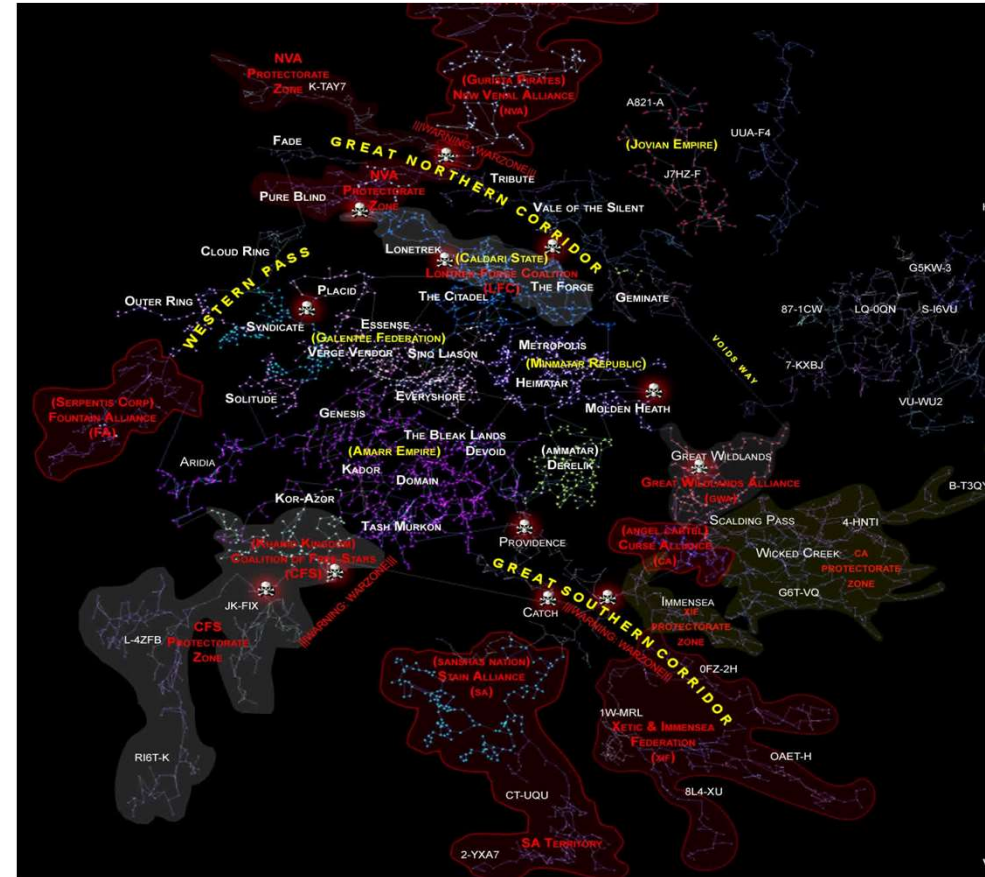 NVA
PROTECTORATE
ZONE
K-TAY7
(GURISTA PIRATES)
NEW VENAL ALLIANCE
(NVA)
A821-A
UUA-F4
(JOVIAN EMPIRE)
J7HZ-F
FADE
GREAT NORTHERN CORRIDOR
!!!WARNING: WARZONE!!!
TRIBUTE
NVA
PROTECTORATE
ZONE
PURE BLIND
VALE OF THE SILENT
CLOUD RING
LONETREK
(CALDARI STATE)
COALITION
(LFC)
THE FORGE
WESTERN PASS
OUTER RING
PLACID
THE CITADEL
GEMINATE
G5KW-3
SYNDICATE
ESSENSE
(GALENTEE FEDERATION)
VERGE VENDOR
SINQ LIASON
METROPOLIS
(MINMATAR REPUBLIC)
HEIMATAR
VOIDS WAY
87-1CW
LQ-0QN
S-I6VU
7-KXBJ
VU-WU2
(SERPENTIS CORP)
FOUNTAIN ALLIANCE
(FA)
SOLITUDE
EVERYSHORE
MOLDEN HEATH
GENESIS
THE BLEAK LANDS
(AMARR EMPIRE)
DEVOID
(AMMATAR)
DERELIK
ARIDIA
KADOR
DOMAIN
KOR-AZOR
TASH MURKON
GREAT WILDLANDS
GREAT WILDLANDS ALLIANCE
(GWA)
B-T3QY
(KHANID KINGDOM)
COALITION OF FREE STARS
(CFS)
PROVIDENCE
(ANGEL CARTEL)
CURSE ALLIANCE
(CA)
SCALDING PASS
4-HNTI
WICKED CREEK
CA
PROTECTORATE
ZONE
G6T-VQ
GREAT SOUTHERN CORRIDOR
!!!WARNING: WARZONE!!!
JK-FIX
CATCH
!!!WARNING: WARZONE!!!
IMMENSEA
XIF
PROTECTORATE
ZONE
L-4ZFB
CFS
PROTECTORATE
ZONE
(SANSHAS NATION)
STAIN ALLIANCE
(SA)
0FZ-2H
1W-MRL
XETIC & IMMENSEA
FEDERATION
(XIF)
RI6T-K
OAET-H
CT-UQU
8L4-XU
SA TERRITORY
2-YXA7